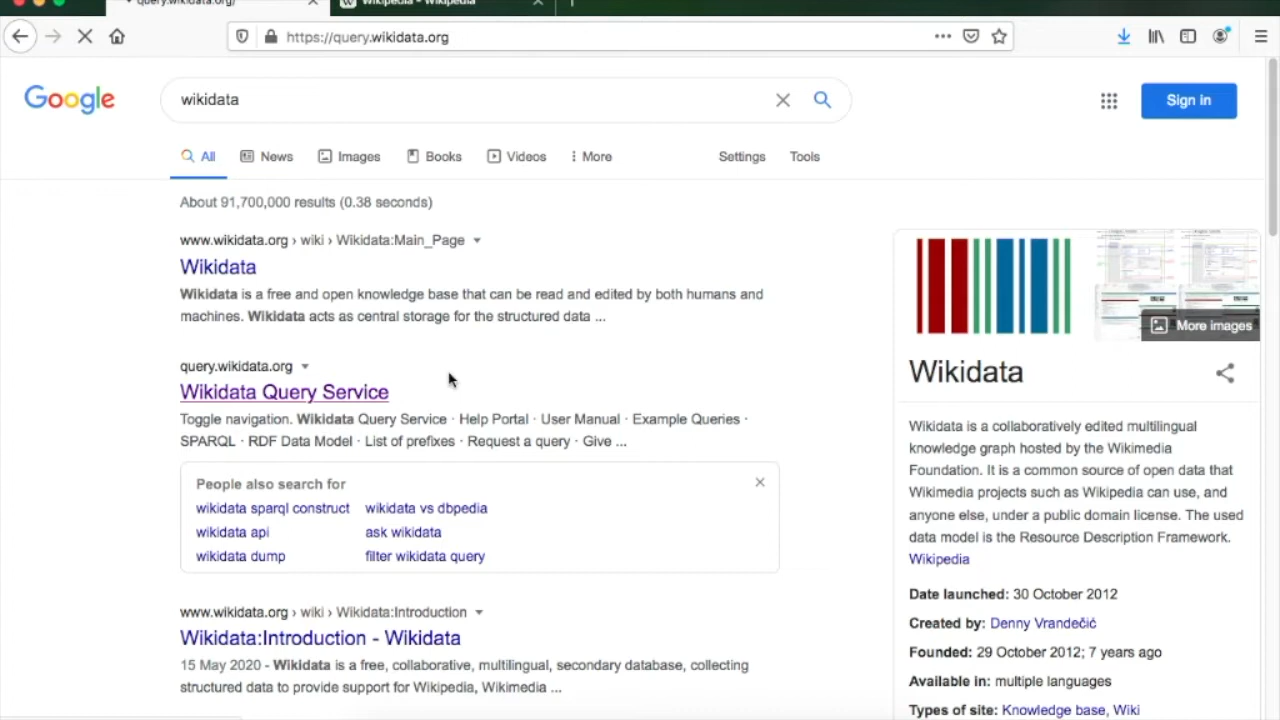 query.wikidata.org/
Wikipedia - Wikipedia
https://query.wikidata.org
Google
wikidata
Sign in
All
News
Images
Books
Videos
More
Settings
Tools
About 91,700,000 results (0.38 seconds)
www.wikidata.org › wiki › Wikidata:Main_Page
Wikidata
Wikidata is a free and open knowledge base that can be read and edited by both humans and
machines. Wikidata acts as central storage for the structured data ...
query.wikidata.org
Wikidata Query Service
Toggle navigation. Wikidata Query Service · Help Portal · User Manual · Example Queries ·
SPARQL · RDF Data Model · List of prefixes · Request a query · Give ...
People also search for
wikidata sparql construct
wikidata vs dbpedia
wikidata api
ask wikidata
wikidata dump
filter wikidata query
www.wikidata.org › wiki › Wikidata:Introduction
Wikidata:Introduction - Wikidata
15 May 2020 - Wikidata is a free, collaborative, multilingual, secondary database, collecting
structured data to provide support for Wikipedia, Wikimedia ...
More images
Wikidata
Wikidata is a collaboratively edited multilingual
knowledge graph hosted by the Wikimedia
Foundation. It is a common source of open data that
Wikimedia projects such as Wikipedia can use, and
anyone else, under a public domain license. The used
data model is the Resource Description Framework.
Wikipedia
Date launched: 30 October 2012
Created by: Denny Vrandečić
Founded: 29 October 2012; 7 years ago
Available in: multiple languages
Types of site: Knowledge base, Wiki